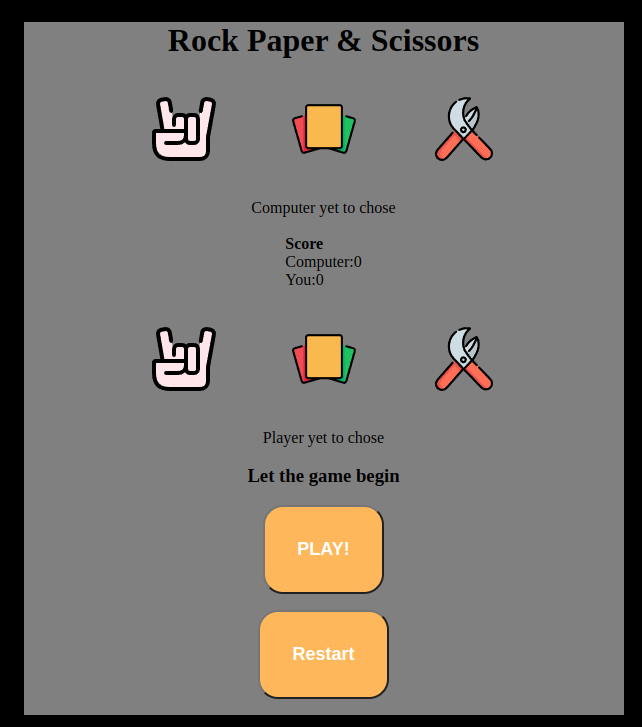 Rock Paper & Scissors
Computer yet to chose
Score
Computer:0
You:0
Player yet to chose
Let the game begin
PLAY!
Restart